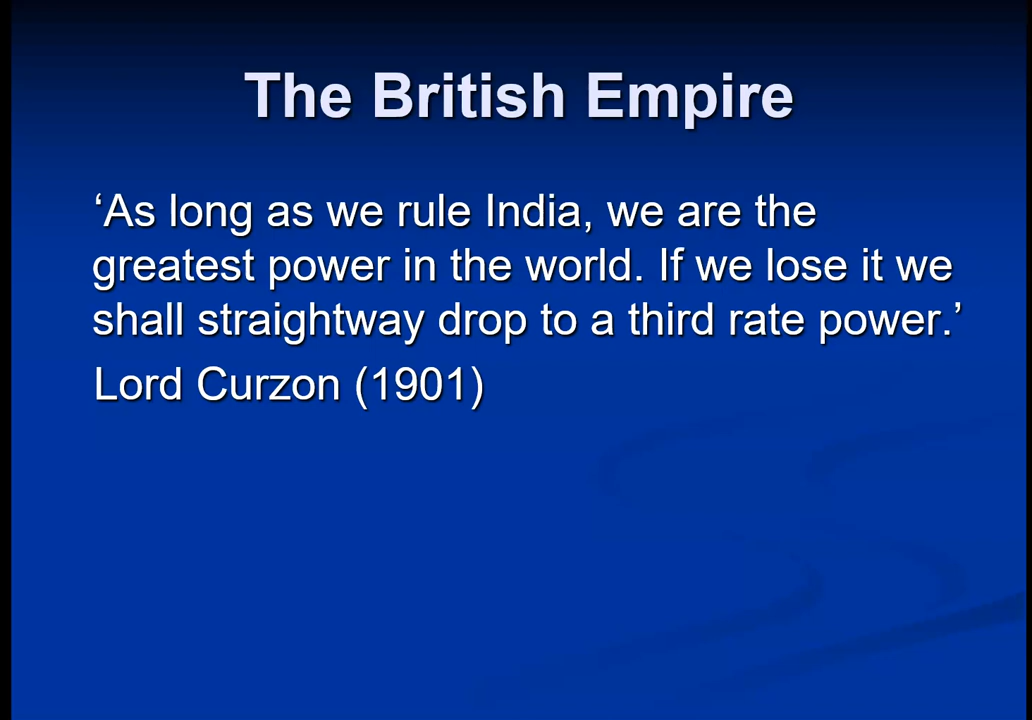 The British Empire
‘As long as we rule India, we are the
greatest power in the world. If we lose it we
shall straightway drop to a third rate power.’
Lord Curzon (1901)